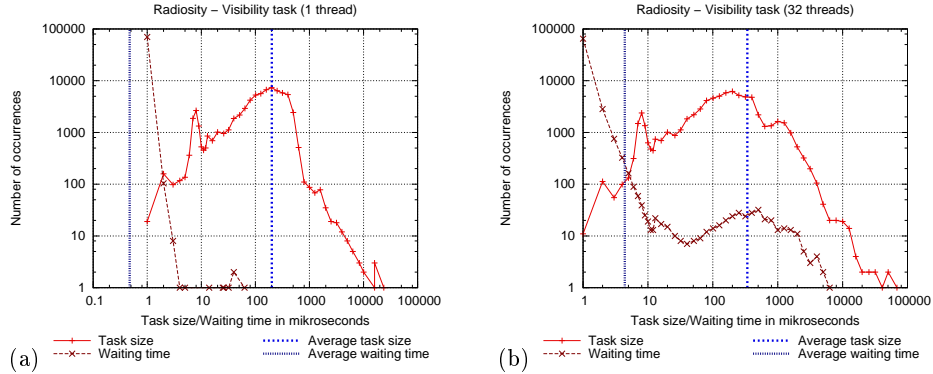 Radiosity − Visibility task (1 thread)
Number of occurrences
100000
10000
1000
100
10
1
0.1 1 10 100 1000 10000 100000
Task size/Waiting time in mikroseconds
(a)
Task size
Waiting time
Average task size
Average waiting time
Radiosity − Visibility task (32 threads)
Number of occurrences
100000
10000
1000
100
10
1
1 10 100 1000 10000 100000
Task size/Waiting time in mikroseconds
(b)
Task size
Waiting time
Average task size
Average waiting time